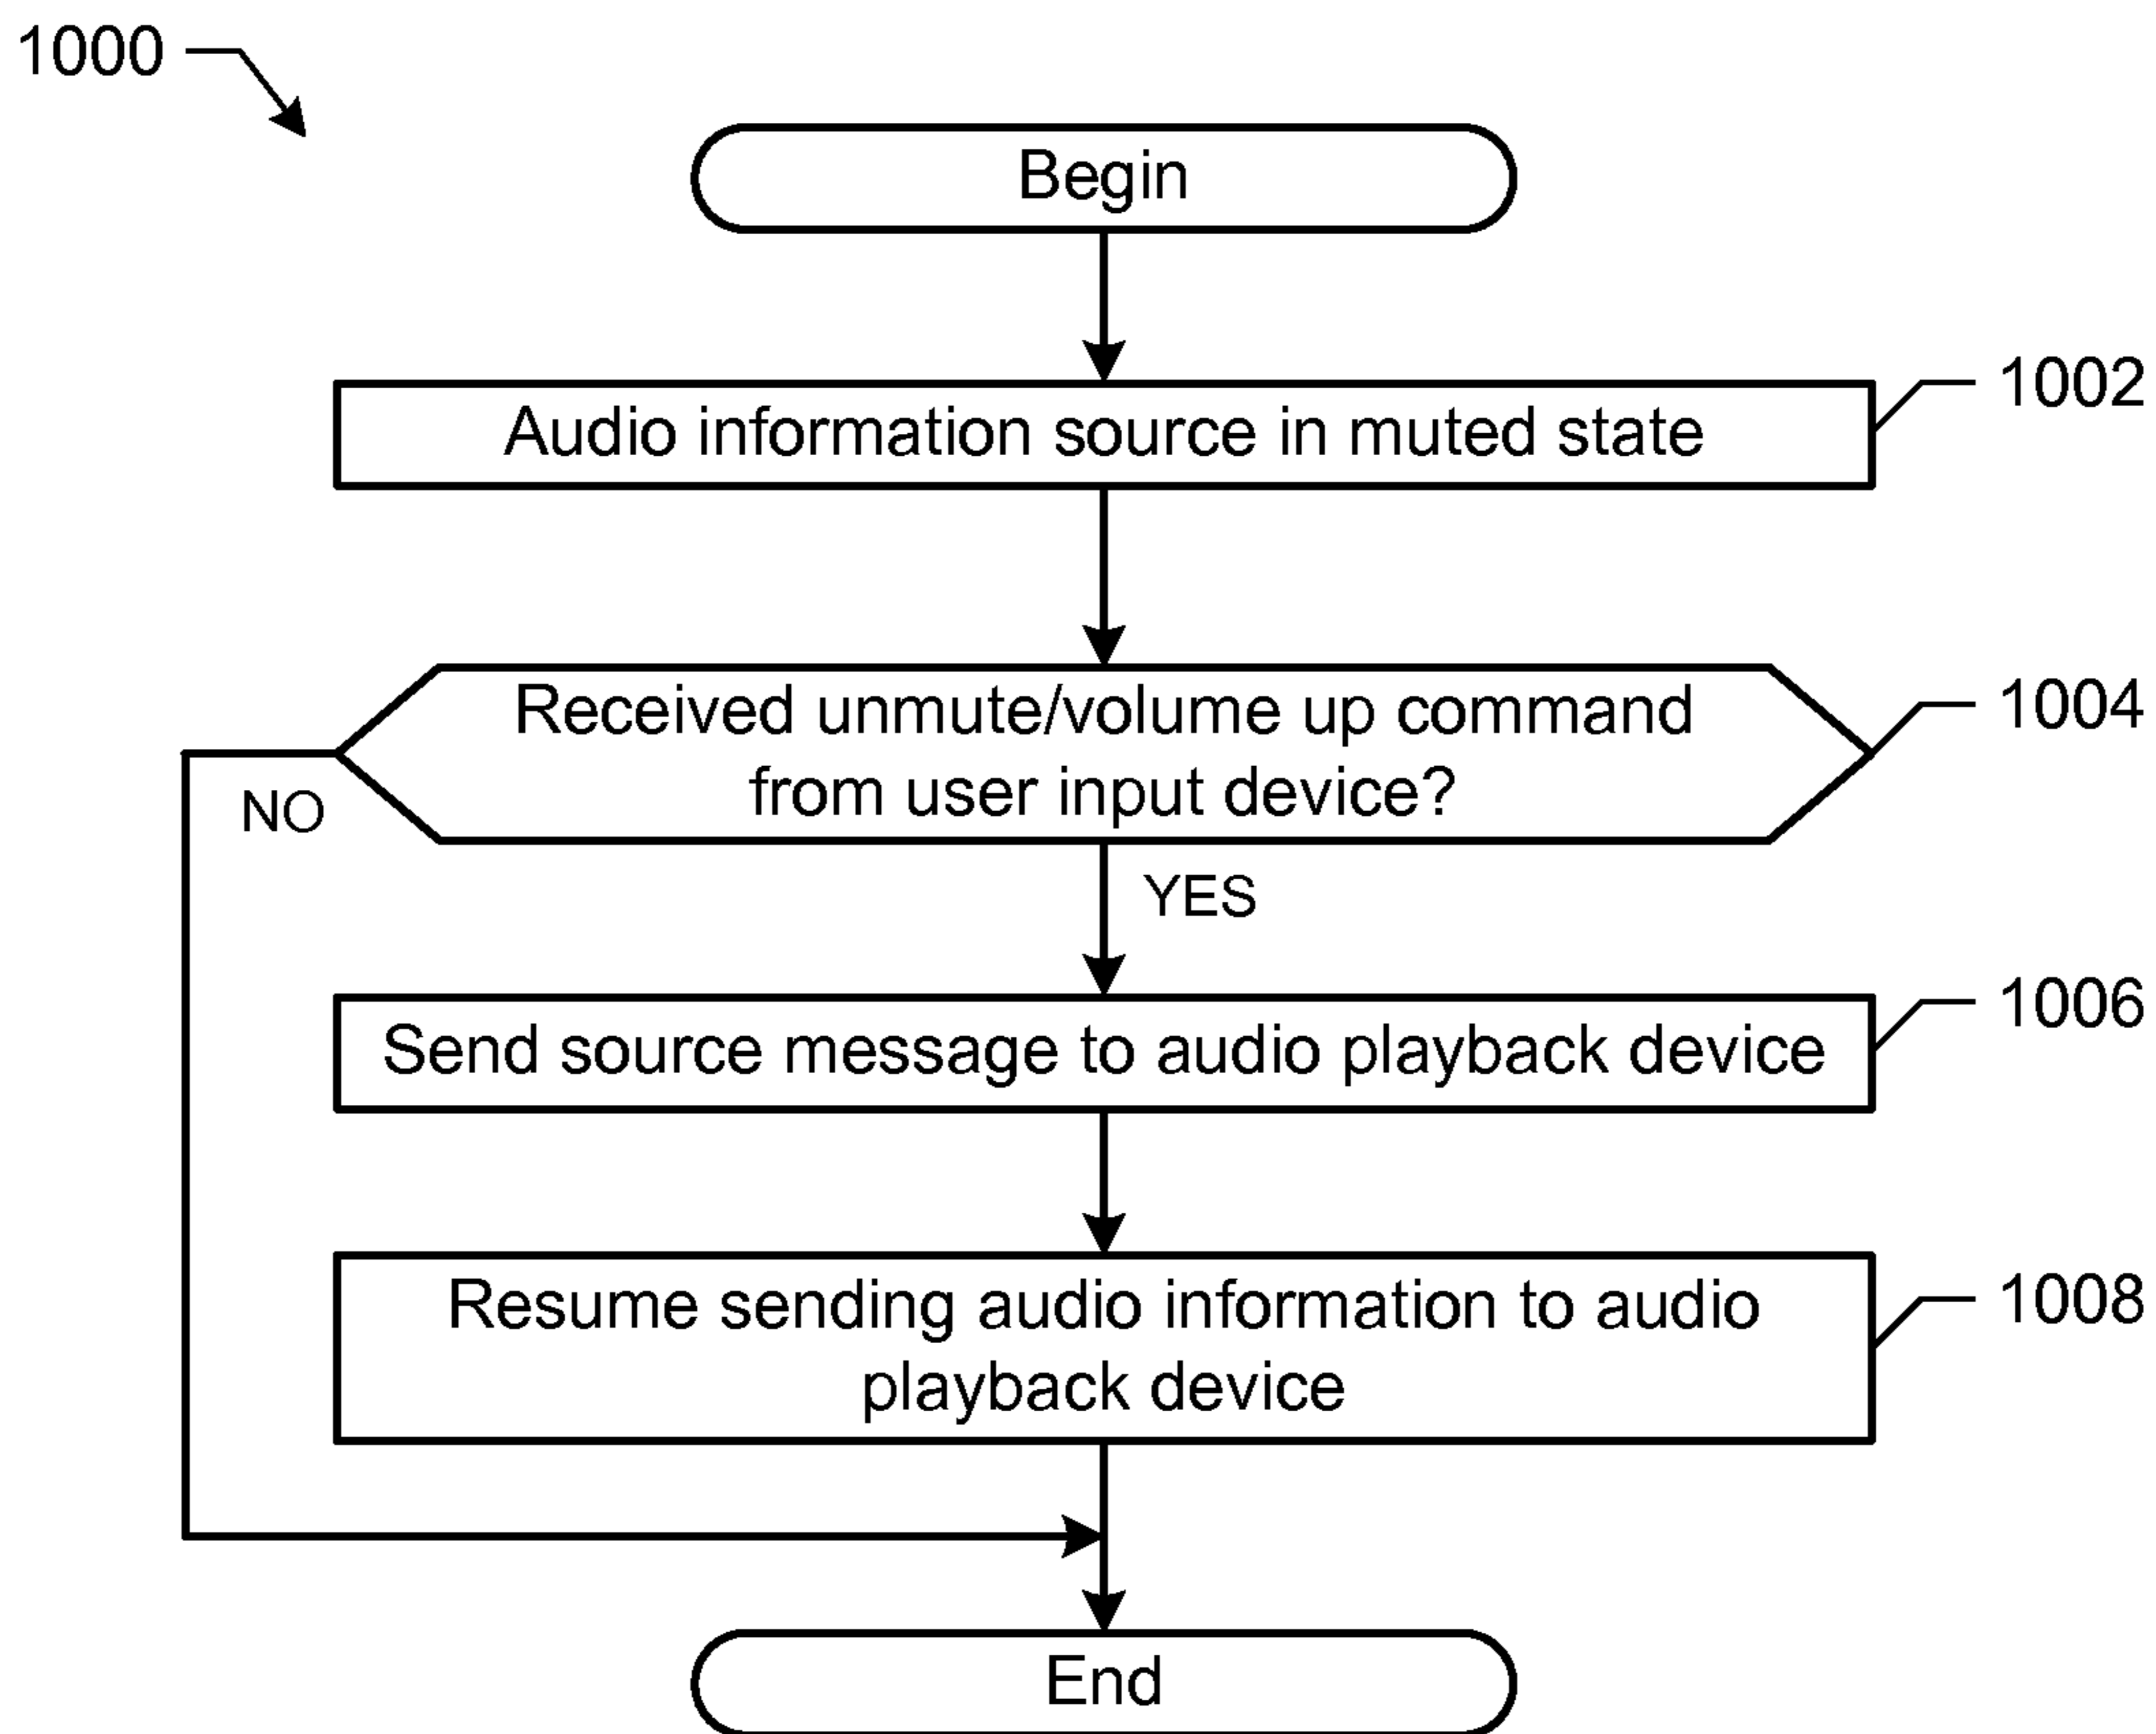 1000
Begin
Audio information source in muted state
1002
Received unmute/volume up command
from user input device?
1004
NO
YES
Send source message to audio playback device
1006
Resume sending audio information to audio
playback device
1008
End